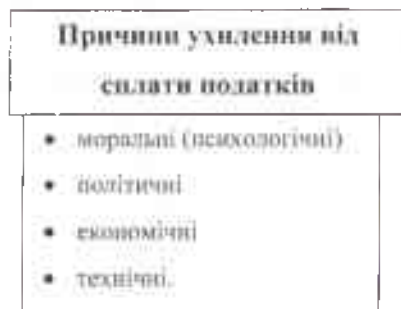 Причини ухилення від
сплати податків
• моральні (психологічні)
• політичні
• економічні
• технічні.